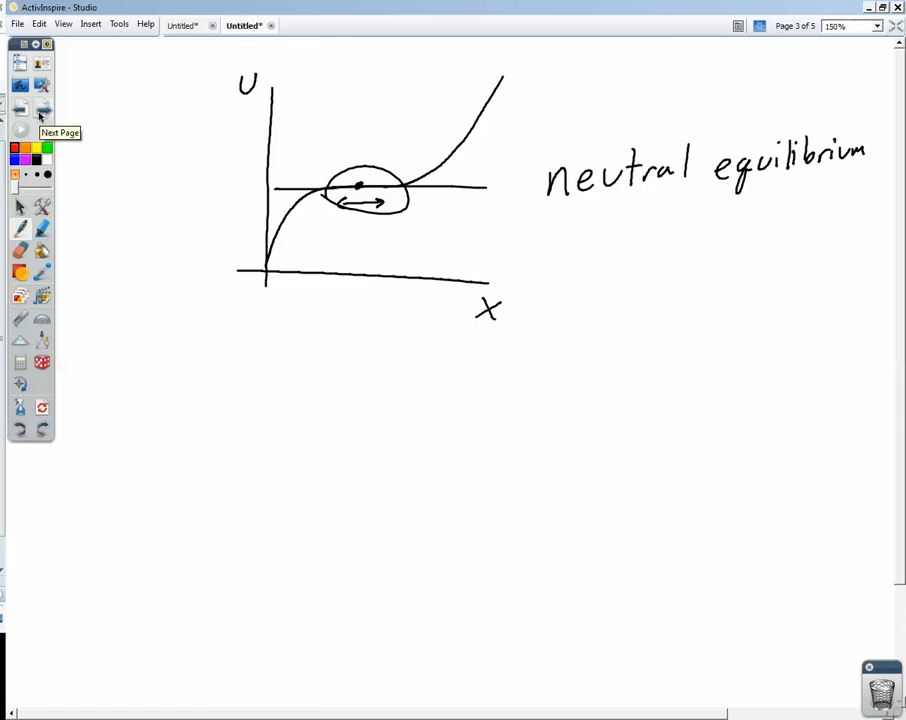 ActivInspire - Studio
File Edit View Insert Tools Help
Untitled* Untitled*
Page 3 of 5
150%
Next Page
U
neutral equilibrium
X